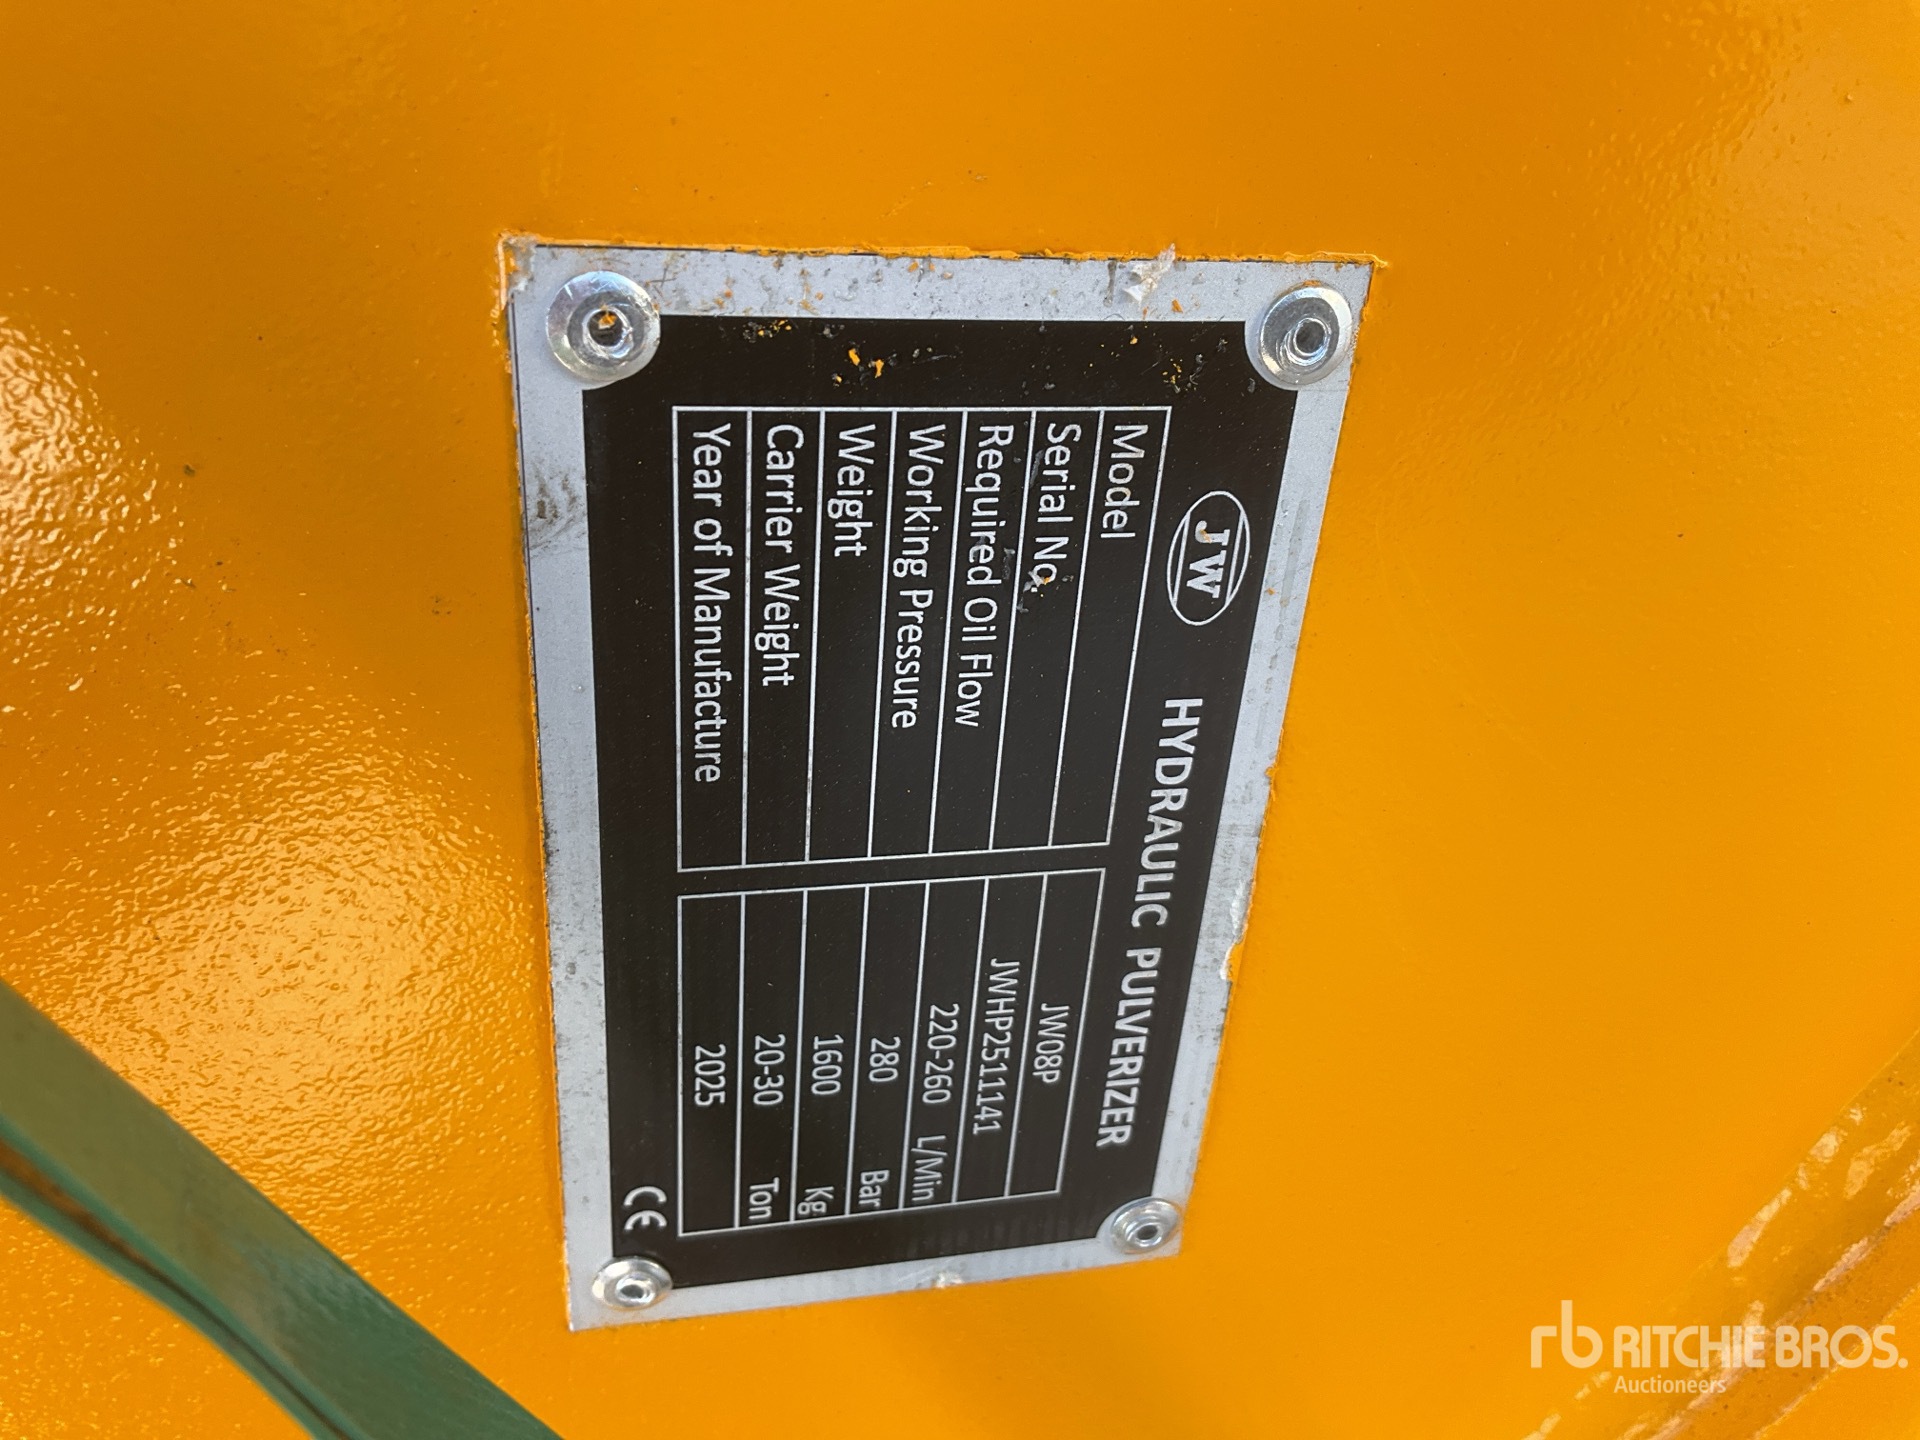 JW HYDRAULIC PULVERIZER
Model JW08P
Serial No. JWHP2511141
Required Oil Flow 220-260 L/Min
Working Pressure 280 Bar
Weight 1600 Kg
Carrier Weight 20-30 Ton
Year of Manufacture 2025
CE
rb RITCHIE BROS.
Auctioneers